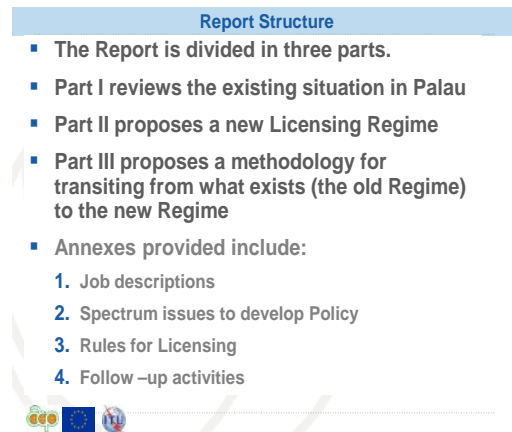 Report Structure
▪ The Report is divided in three parts.
▪ Part I reviews the existing situation in Palau
▪ Part II proposes a new Licensing Regime
▪ Part III proposes a methodology for
transiting from what exists (the old Regime)
to the new Regime
▪ Annexes provided include:
1. Job descriptions
2. Spectrum issues to develop Policy
3. Rules for Licensing
4. Follow –up activities
ITU